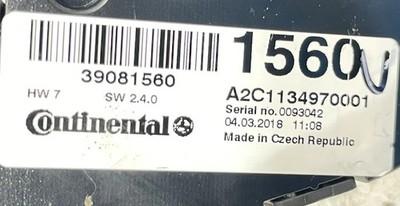 1560
39081560
HW 7 SW 2.4.0
A2C1134970001
Serial no.0093042
04.03.2018 11:08
Continental
Made in Czech Republic